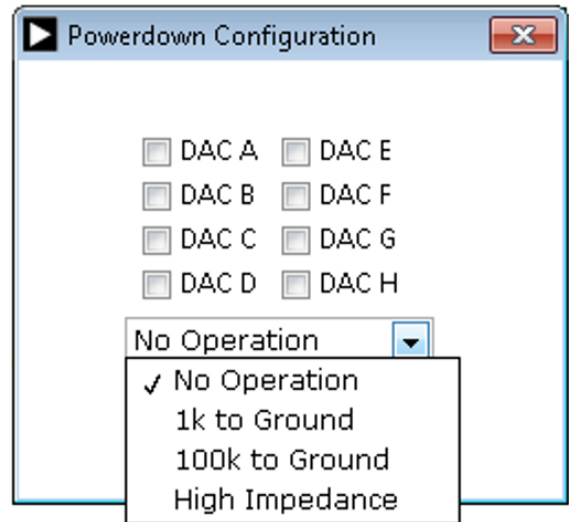 Powerdown Configuration
DAC A DAC E
DAC B DAC F
DAC C DAC G
DAC D DAC H
No Operation
✓ No Operation
1k to Ground
100k to Ground
High Impedance